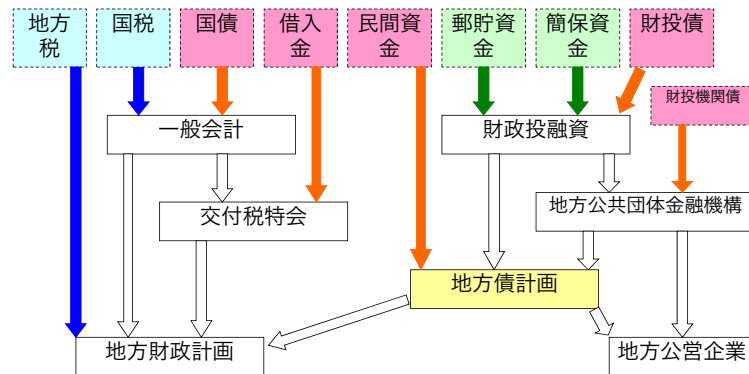 地方
税
国税
国債
借入
金
民間資
金
郵貯資
金
簡保資
金
財投債
財投機関債
一般会計
財政投融資
交付税特会
地方公共団体金融機構
地方債計画
地方財政計画
地方公営企業